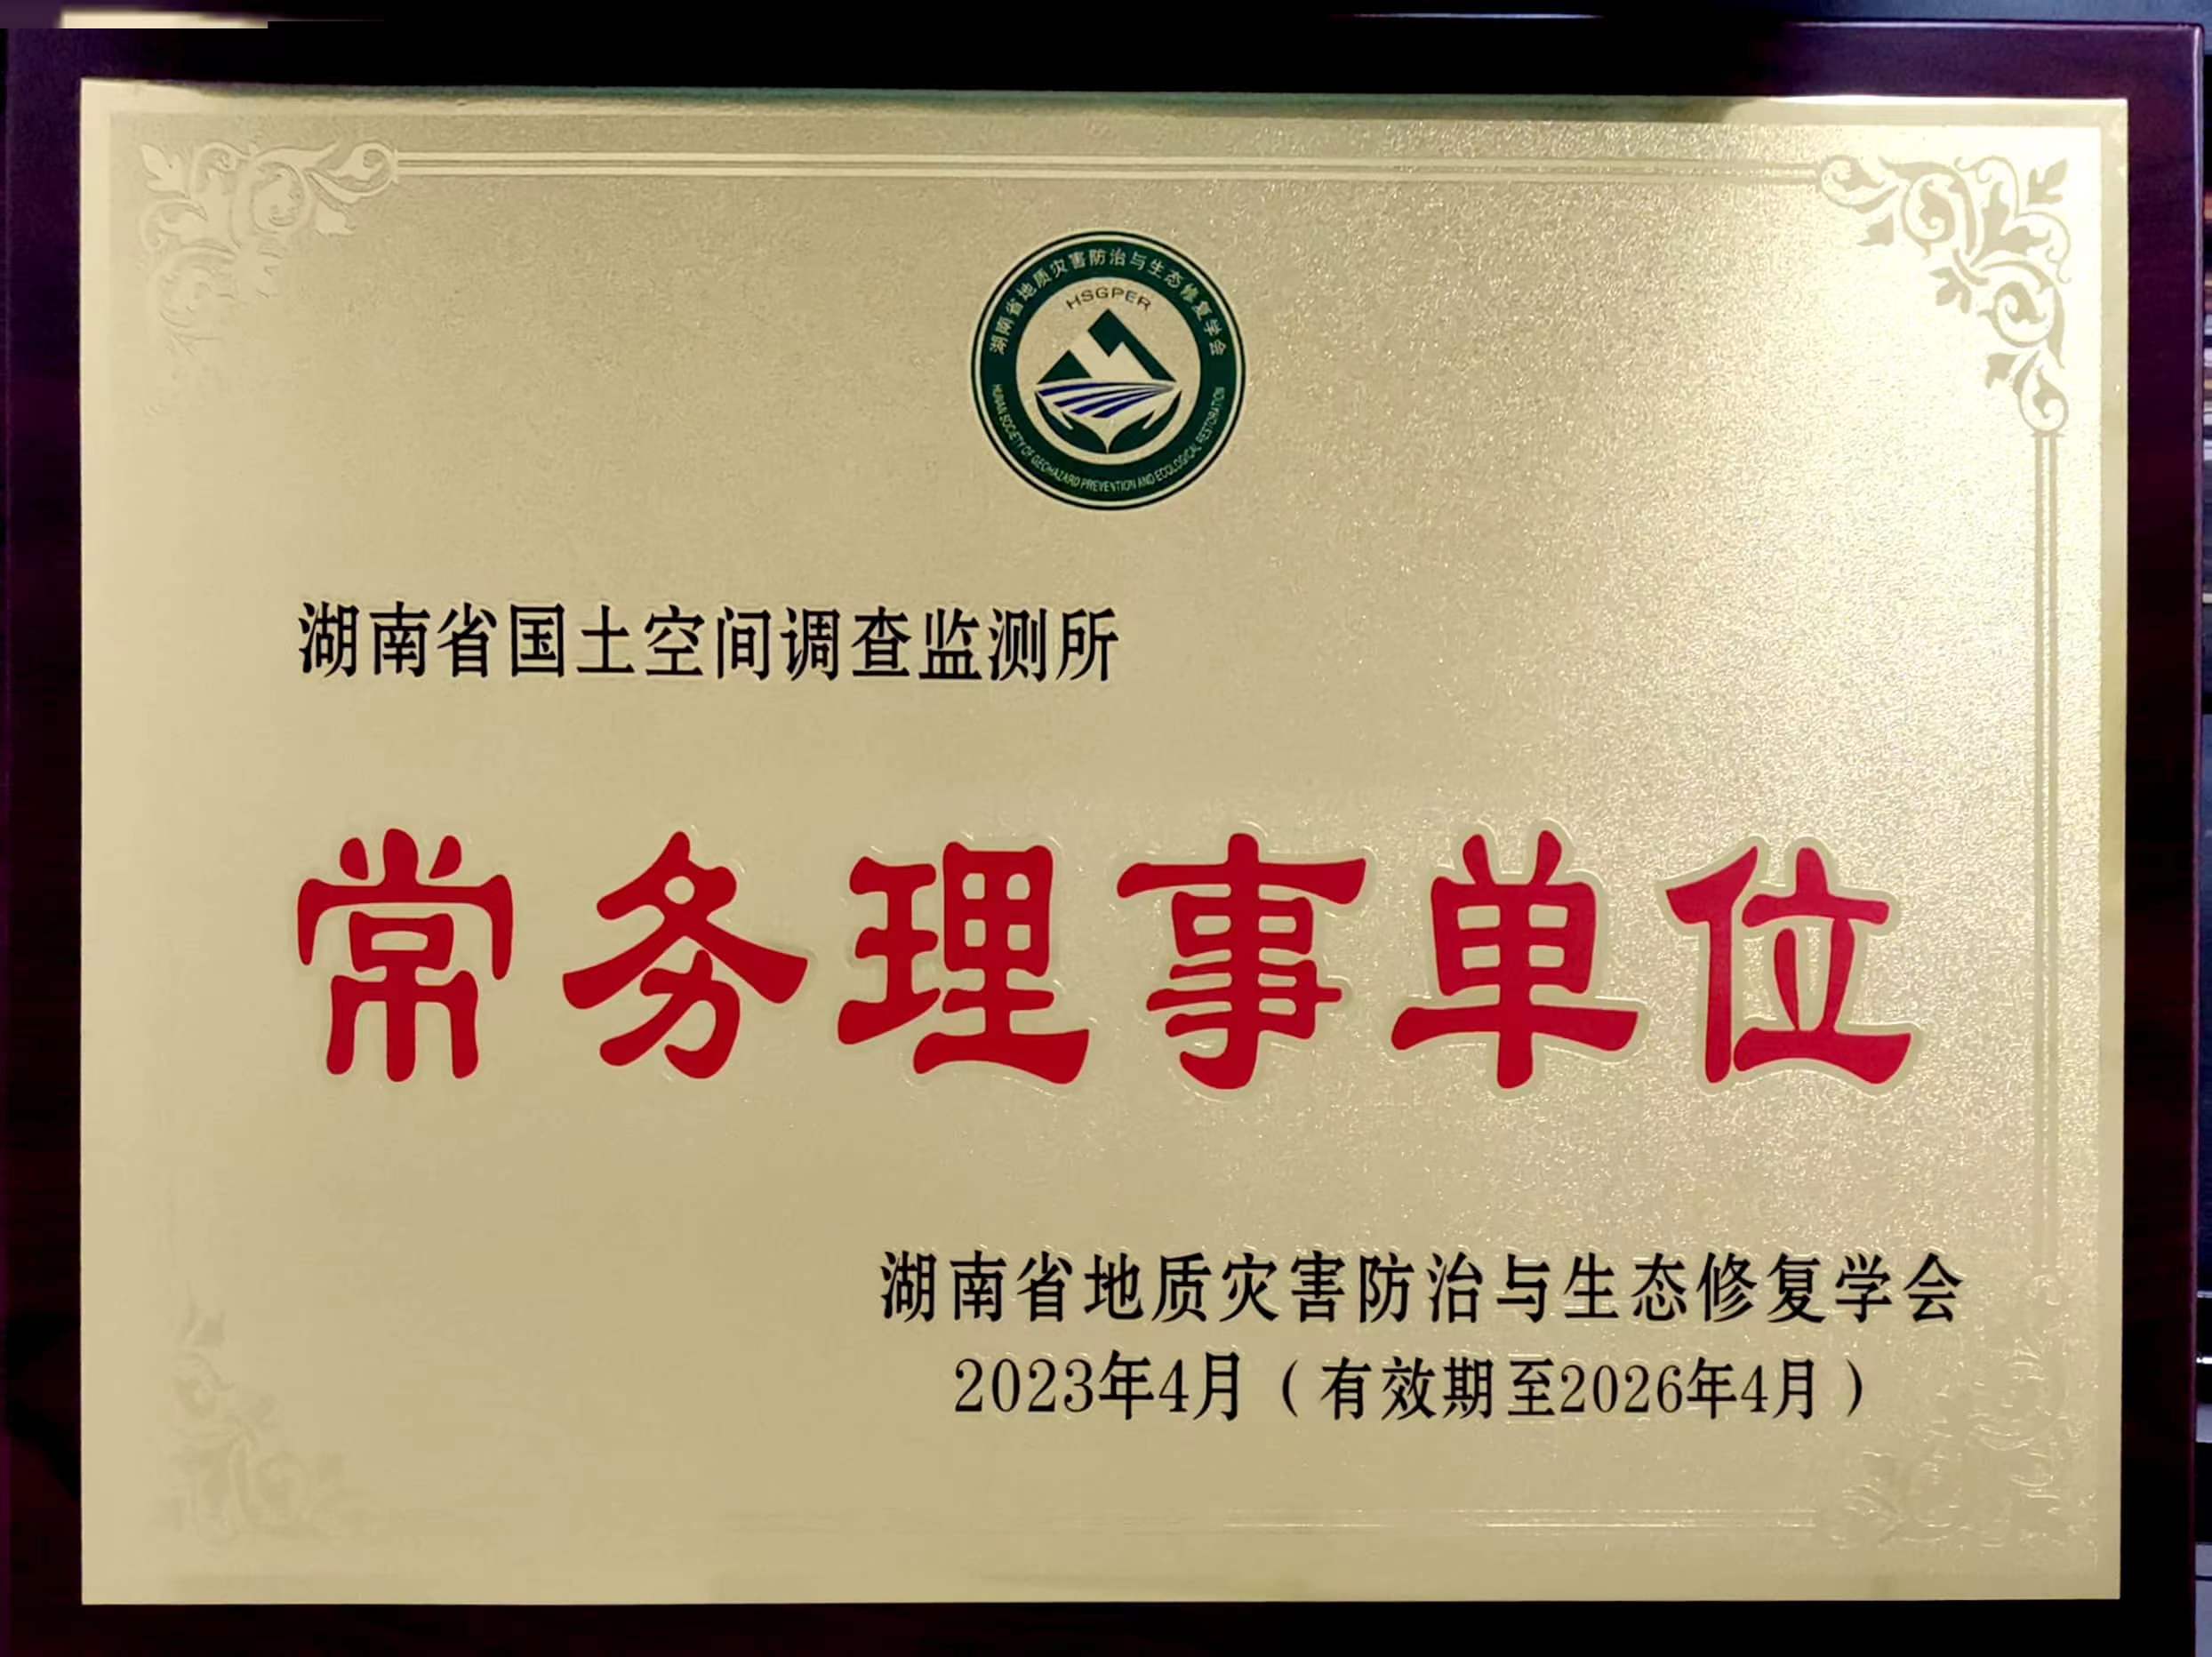 湖南省地质灾害防治与生态修复学会
HSGPER
HUNAN SOCIETY OF GEOHAZARD PREVENTION AND ECOLOGICAL RESTORATION
湖南省国土空间调查监测所
常务理事单位
湖南省地质灾害防治与生态修复学会
2023年4月（有效期至2026年4月）